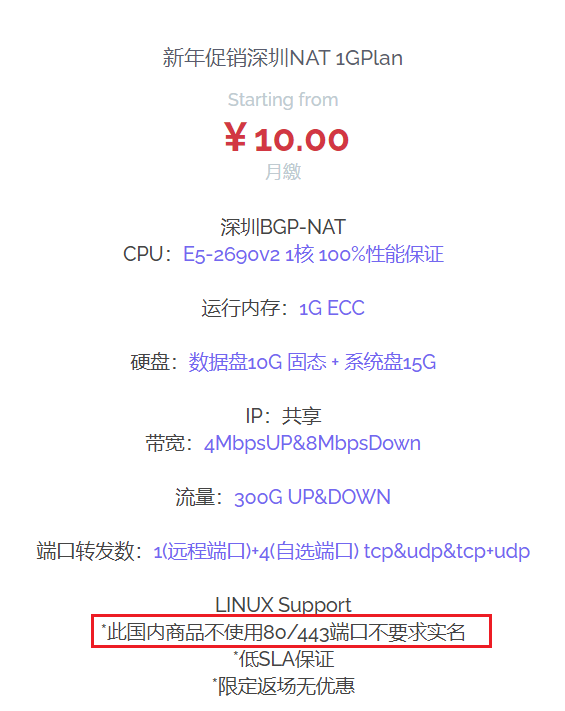 新年促销深圳NAT 1GPlan
Starting from
¥10.00
月缴
深圳BGP-NAT
CPU：E5-2690v2 1核 100%性能保证
运行内存：1G ECC
硬盘：数据盘10G 固态 + 系统盘15G
IP：共享
带宽：4MbpsUP&8MbpsDown
流量：300G UP&DOWN
端口转发数：1(远程端口)+4(自选端口) tcp&udp&tcp+udp
LINUX Support
*此国内商品不使用80/443端口不要求实名
*低SLA保证
*限定返场无优惠